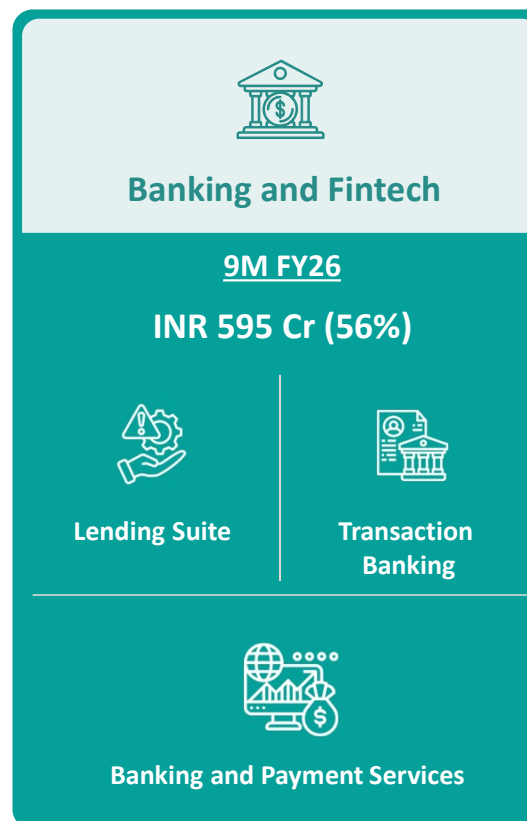 Banking and Fintech
9M FY26
INR 595 Cr (56%)
Lending Suite
Transaction
Banking
Banking and Payment Services